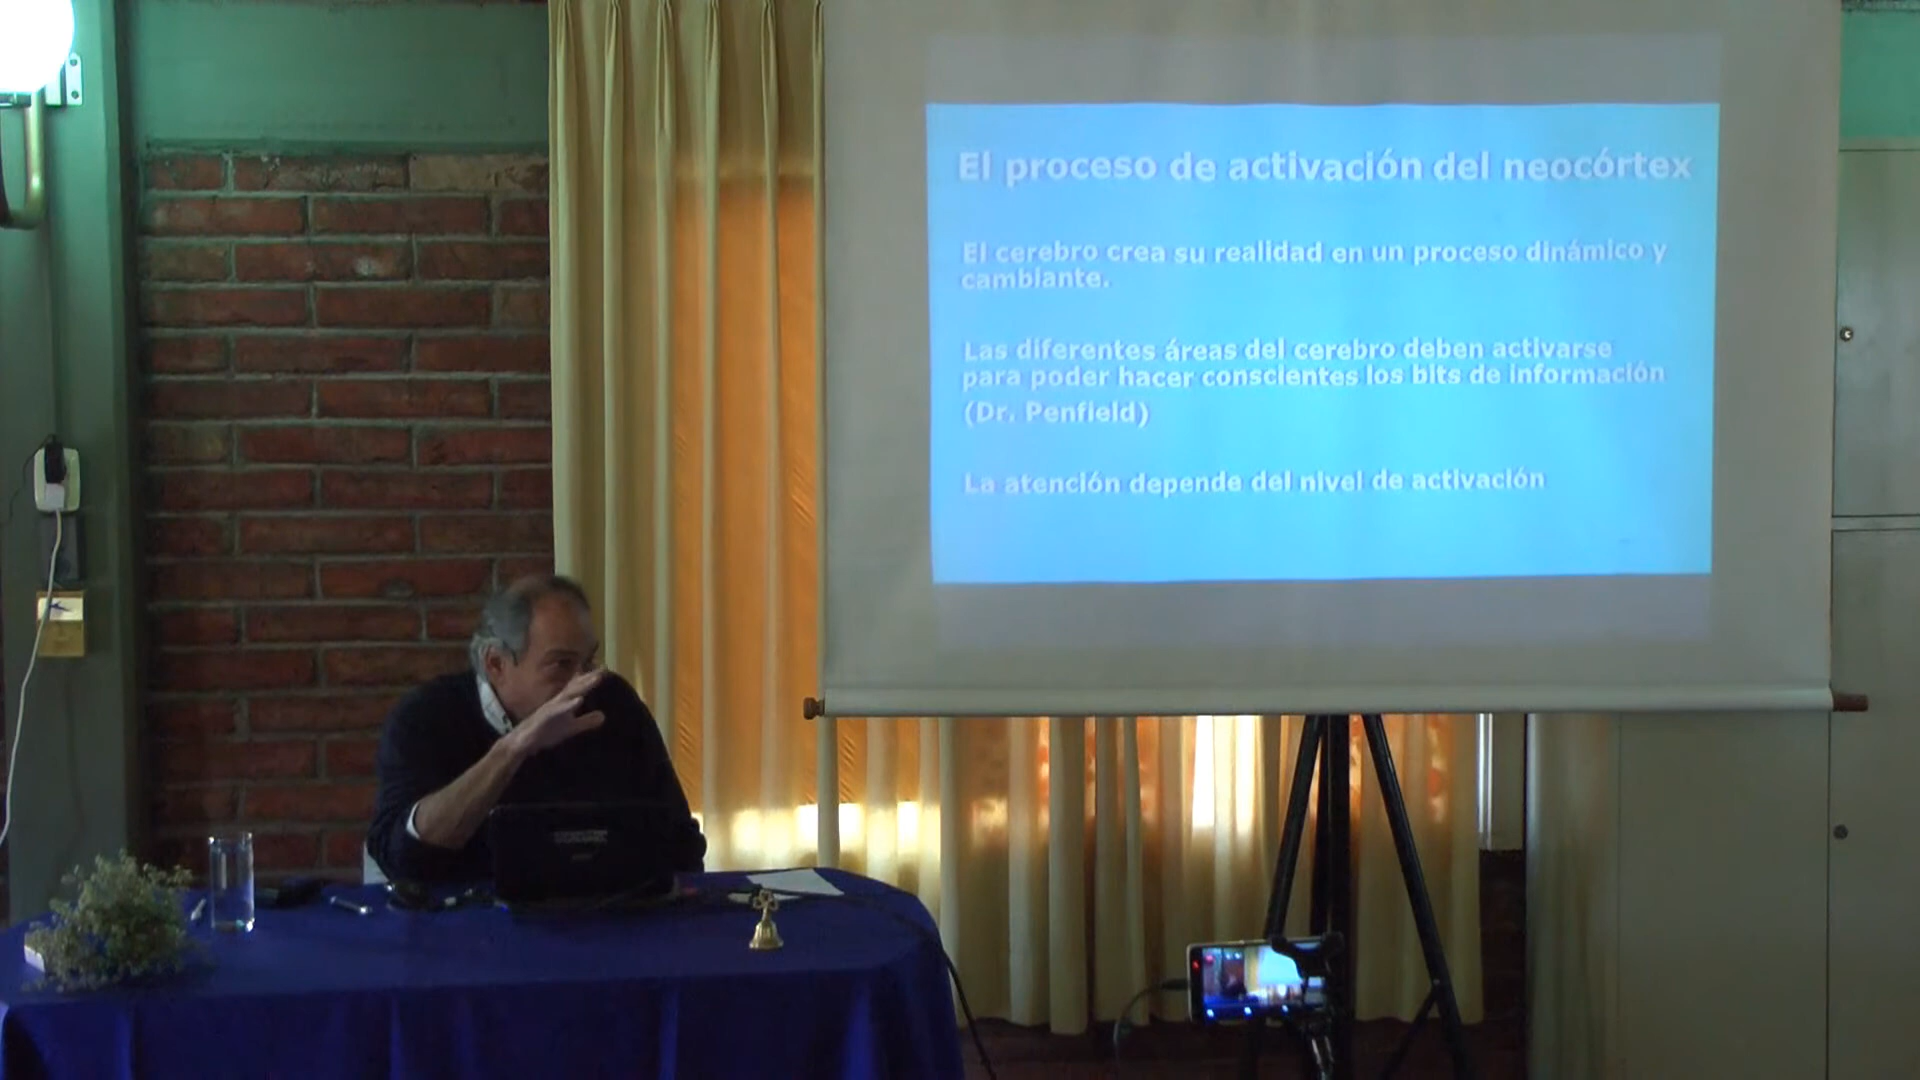 El proceso de activación del neocórtex
El cerebro crea su realidad en un proceso dinámico y
cambiante.
Las diferentes áreas del cerebro deben activarse
para poder hacer conscientes los bits de información
(Dr. Penfield)
La atención depende del nivel de activación